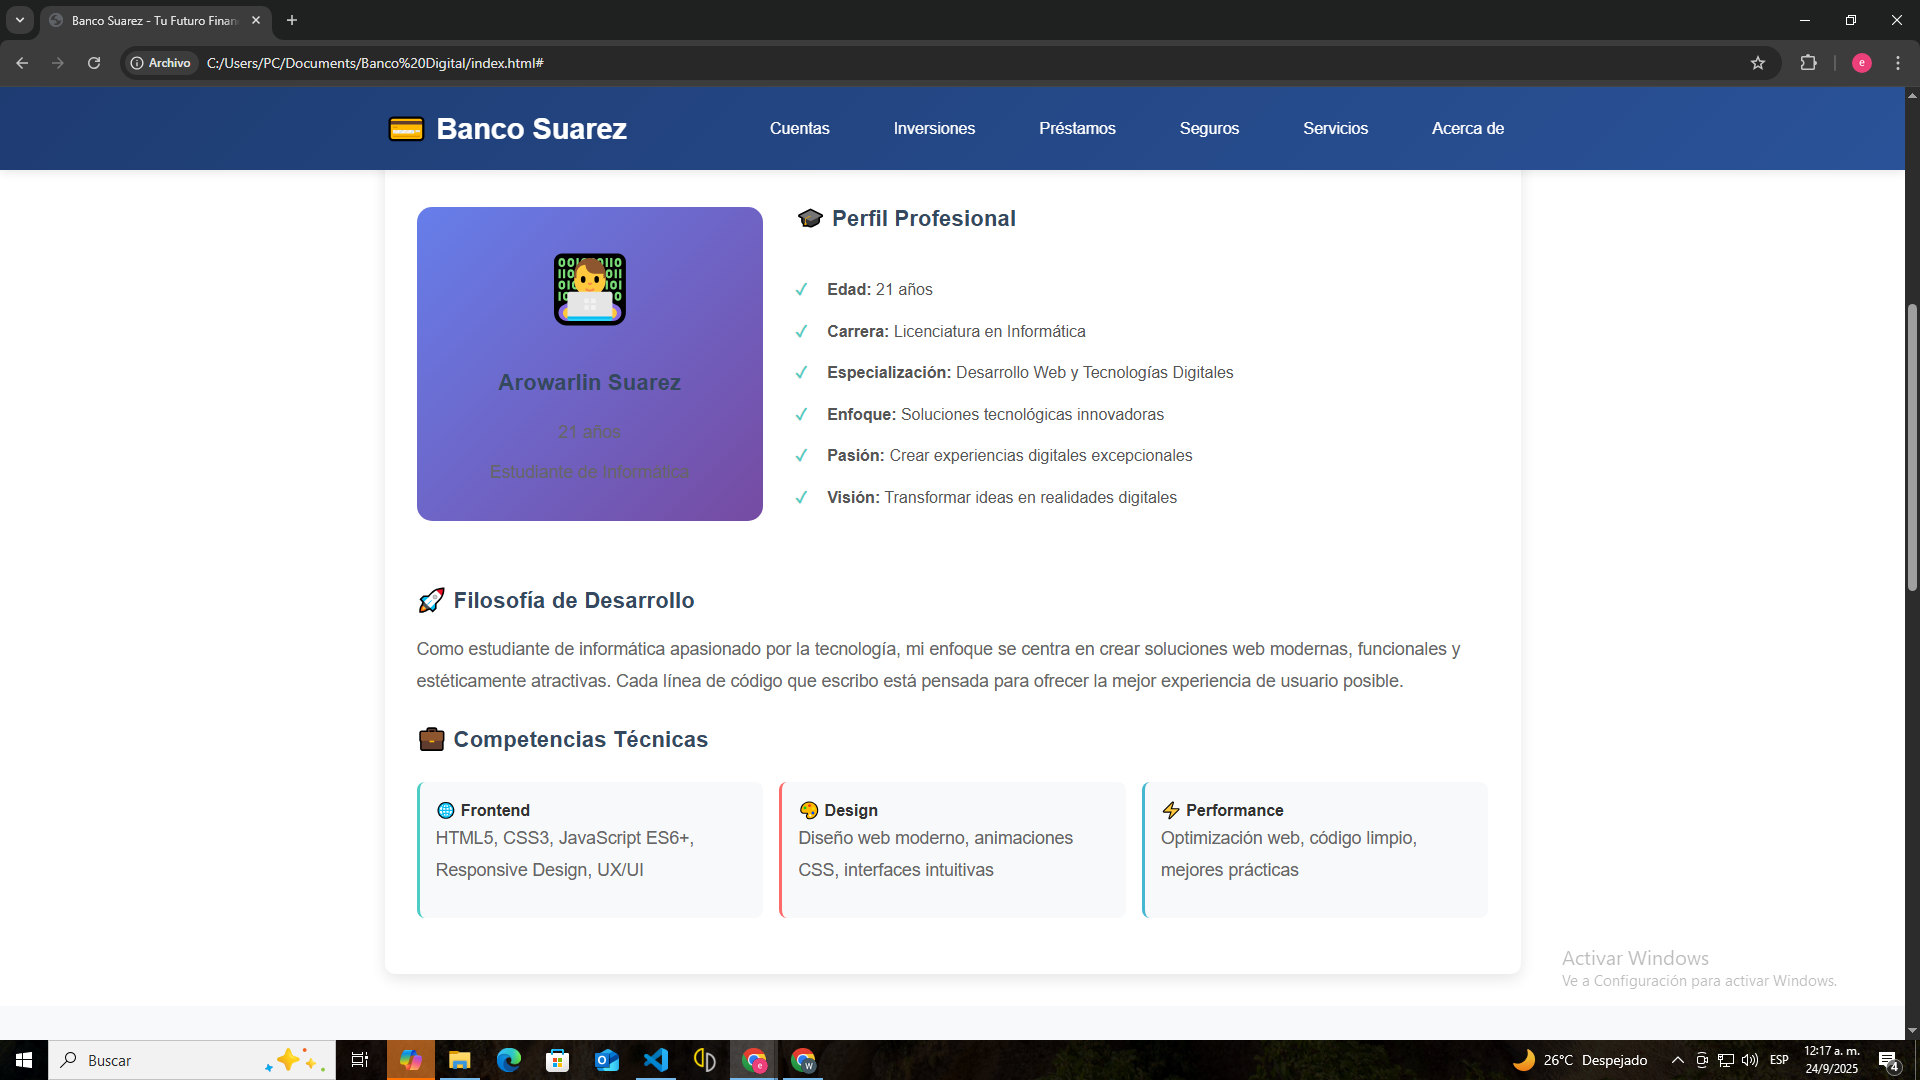 Banco Suarez - Tu Futuro Finan
Archivo
C:/Users/PC/Documents/Banco%20Digital/index.html#
e
Banco Suarez
Cuentas
Inversiones
Préstamos
Seguros
Servicios
Acerca de
Arowarlin Suarez
21 años
Estudiante de Informática
Perfil Profesional
✓ Edad: 21 años
✓ Carrera: Licenciatura en Informática
✓ Especialización: Desarrollo Web y Tecnologías Digitales
✓ Enfoque: Soluciones tecnológicas innovadoras
✓ Pasión: Crear experiencias digitales excepcionales
✓ Visión: Transformar ideas en realidades digitales
Filosofía de Desarrollo
Como estudiante de informática apasionado por la tecnología, mi enfoque se centra en crear soluciones web modernas, funcionales y
estéticamente atractivas. Cada línea de código que escribo está pensada para ofrecer la mejor experiencia de usuario posible.
Competencias Técnicas
Frontend
HTML5, CSS3, JavaScript ES6+,
Responsive Design, UX/UI
Design
Diseño web moderno, animaciones
CSS, interfaces intuitivas
Performance
Optimización web, código limpio,
mejores prácticas
Activar Windows
Ve a Configuración para activar Windows.
Buscar
26°C Despejado
ESP
12:17 a. m.
24/9/2025
4